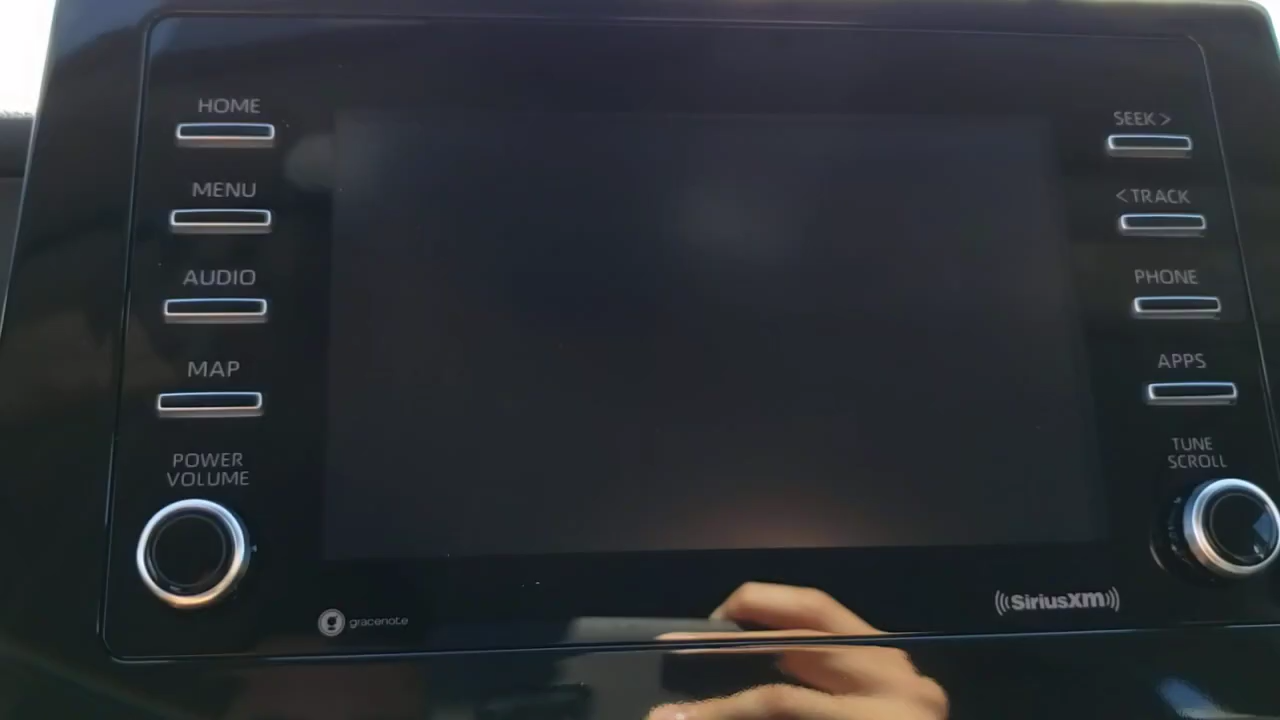 HOME
MENU
AUDIO
MAP
POWER
VOLUME
gracenote
SEEK >
< TRACK
PHONE
APPS
TUNE
SCROLL
SiriusXM